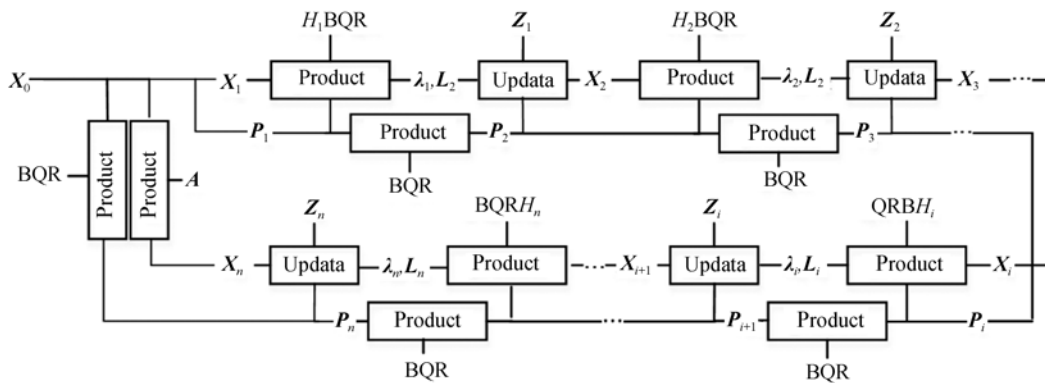 H₁BQR Z₁ H₂BQR Z₂
X₀ X₁ Product λ₁,L₂ Updata X₂ Product λ₂,L₂ Updata X₃ ···
P₁ Product P₂ Product P₃ ···
BQR Product Product A BQR BQR
Zₙ BQRHₙ Zᵢ QRBHᵢ
Xₙ Updata λₙ,Lₙ Product ··· Xᵢ₊₁ Updata λᵢ,Lᵢ Product Xᵢ
Pₙ Product ··· Pᵢ₊₁ Product Pᵢ
BQR BQR